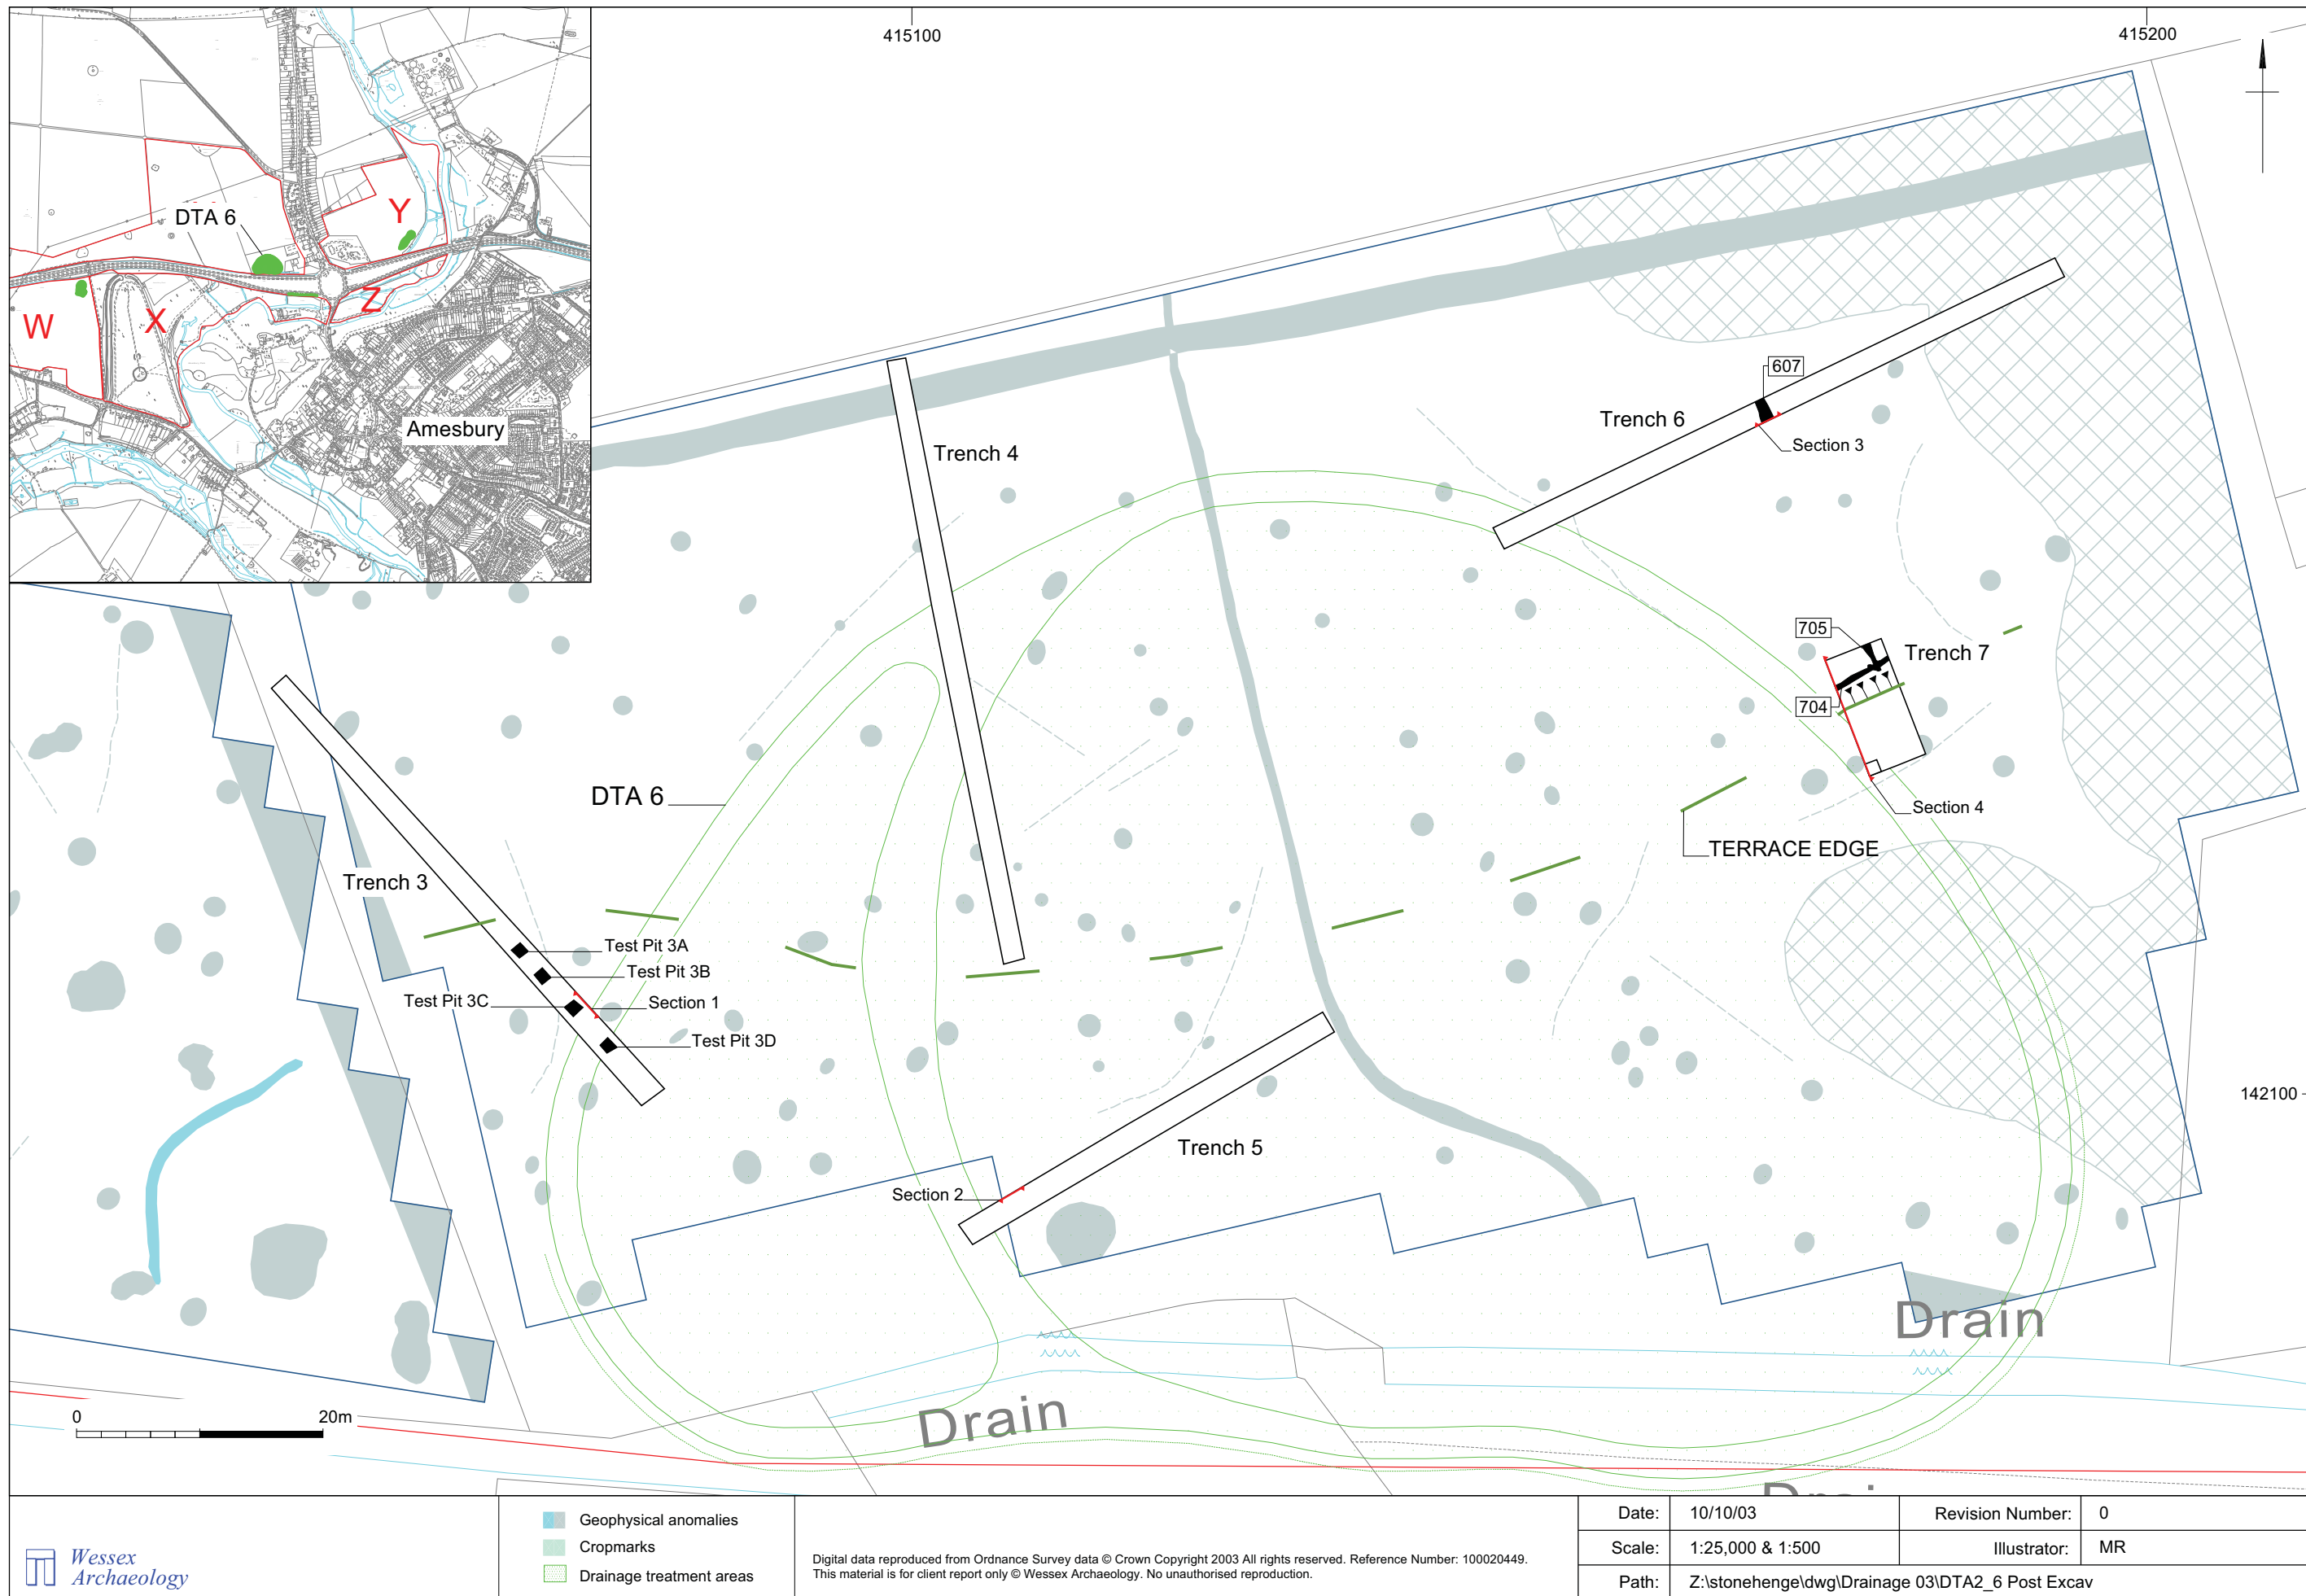 415100
415200
DTA 6
Y
W
X
Z
Amesbury
607
Trench 6
Section 3
Trench 4
705
Trench 7
704
DTA 6
Section 4
TERRACE EDGE
Trench 3
Test Pit 3A
Test Pit 3B
Test Pit 3C
Section 1
Test Pit 3D
142100
Trench 5
Section 2
Drain
Drain
0 20m
Wessex
Archaeology
Geophysical anomalies
Cropmarks
Drainage treatment areas
Digital data reproduced from Ordnance Survey data © Crown Copyright 2003 All rights reserved. Reference Number: 100020449.
This material is for client report only © Wessex Archaeology. No unauthorised reproduction.
Date: 10/10/03 Revision Number: 0
Scale: 1:25,000 & 1:500 Illustrator: MR
Path: Z:\stonehenge\dwg\Drainage 03\DTA2_6 Post Excav